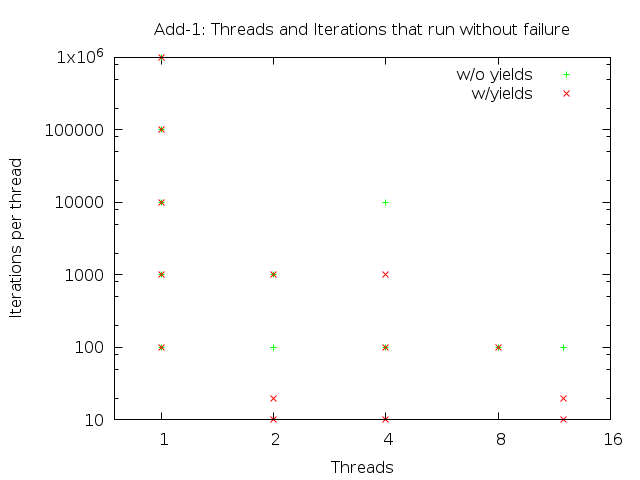 Add-1: Threads and Iterations that run without failure
1x10^6
100000
10000
1000
100
10
Iterations per thread
w/o yields
w/yields
1 2 4 8 16
Threads